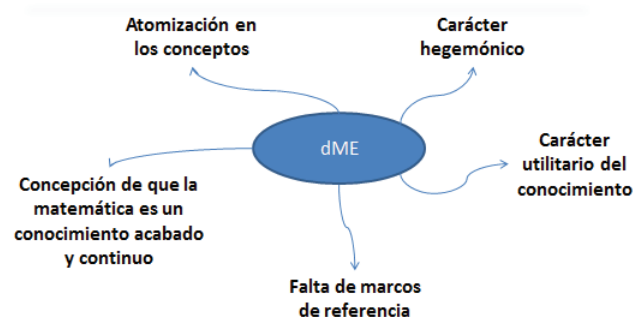 Atomización en
los conceptos
Carácter
hegemónico
dME
Carácter
utilitario del
conocimiento
Concepción de que la
matemática es un
conocimiento acabado
y continuo
Falta de marcos
de referencia